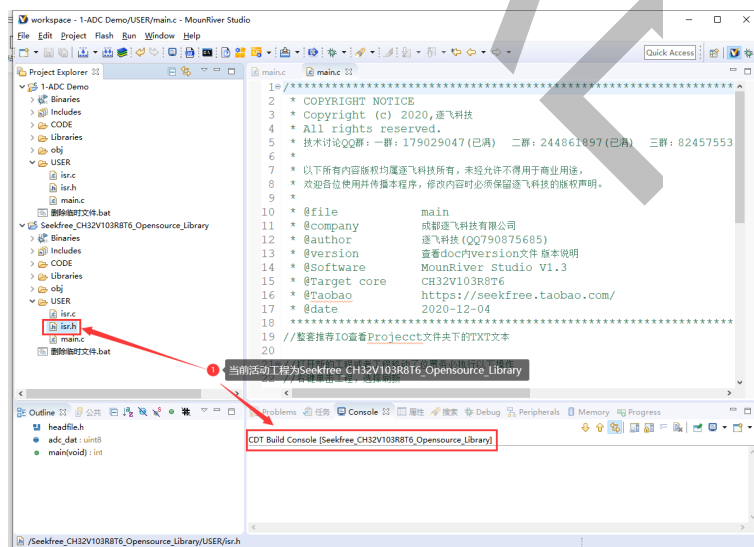 workspace - 1-ADC Demo/USER/main.c - MounRiver Studio
File Edit Project Flash Run Window Help
Quick Access
Project Explorer
1-ADC Demo
Binaries
Includes
CODE
Libraries
obj
USER
isr.c
isr.h
main.c
删除临时文件.bat
Seekfree_CH32V103R8T6_Opensource_Library
Binaries
Includes
CODE
Libraries
obj
USER
isr.c
isr.h
main.c
删除临时文件.bat
main.c main.c
1 /*********************************************************************
2 * COPYRIGHT NOTICE
3 * Copyright (c) 2020,逐飞科技
4 * All rights reserved.
5 * 技术讨论QQ群：一群：179029047(已满) 二群：244861897(已满) 三群：82457553
6 *
7 * 以下所有内容版权均属逐飞科技所有，未经允许不得用于商业用途，
8 * 欢迎各位使用并传播本程序，修改内容时必须保留逐飞科技的版权声明。
9 *
10 * @file main
11 * @company 成都逐飞科技有限公司
12 * @author 逐飞科技(QQ790875685)
13 * @version 查看doc内version文件 版本说明
14 * @Software MounRiver Studio V1.3
15 * @Target core CH32V103R8T6
16 * @Taobao https://seekfree.taobao.com/
17 * @date 2020-12-04
18 *********************************************************************
19 //整套推荐IO查看Projecct文件夹下的TXT文本
20
1 当前活动工程为Seekfree_CH32V103R8T6_Opensource_Library
Outline 公共
headfile.h
adc_dat : uint8
main(void) : int
Problems 任务 Console 属性 搜索 Debug Peripherals Memory Progress
CDT Build Console [Seekfree_CH32V103R8T6_Opensource_Library]
/Seekfree_CH32V103R8T6_Opensource_Library/USER/isr.h